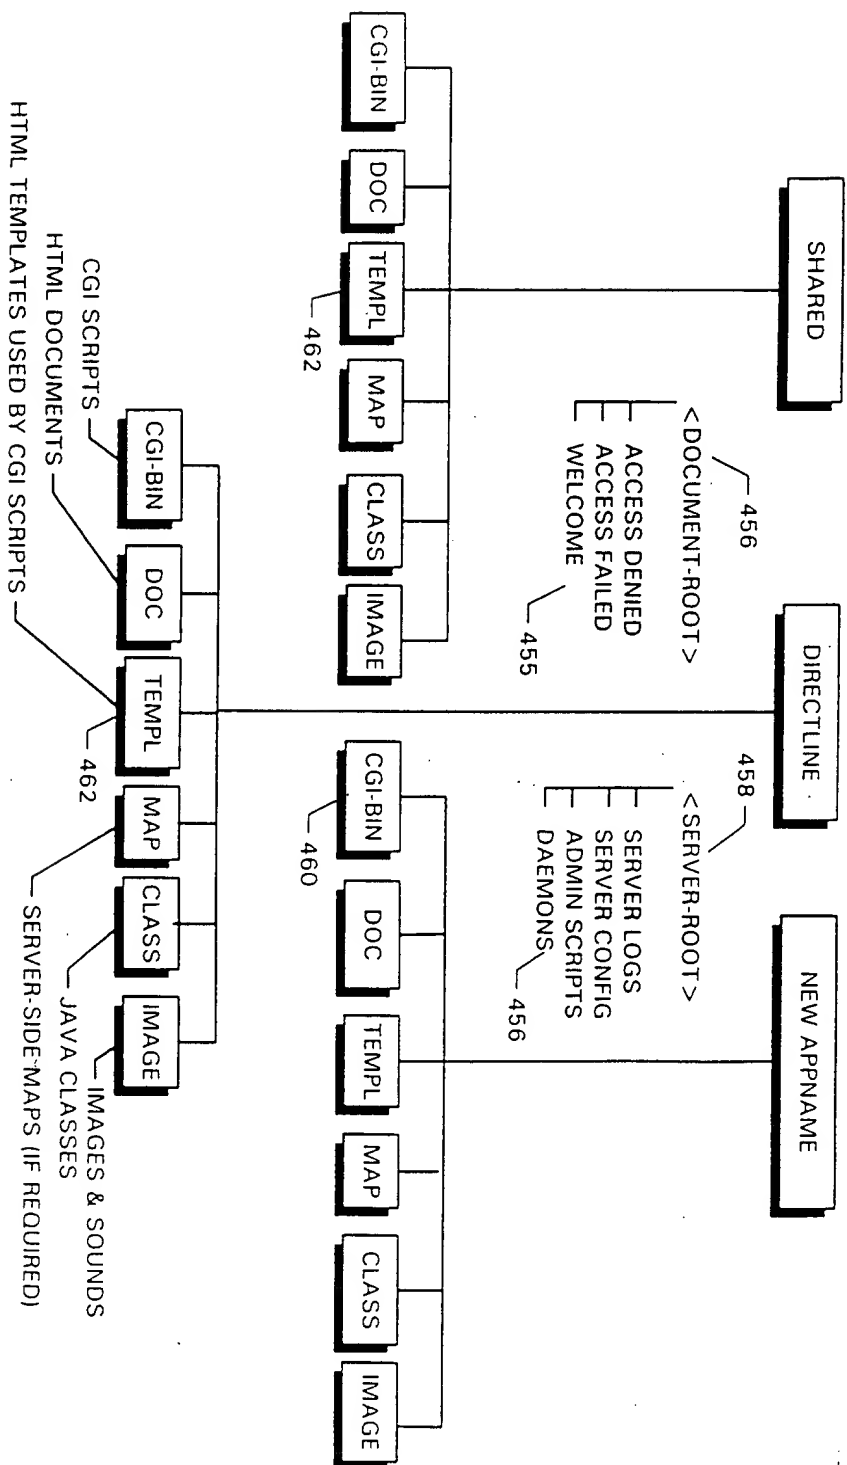 SHARED
DIRECTLINE
NEW APPNAME
456
<DOCUMENT-ROOT>
ACCESS DENIED
ACCESS FAILED
WELCOME
455
458
<SERVER-ROOT>
SERVER LOGS
SERVER CONFIG
ADMIN SCRIPTS
DAEMONS
456
CGI-BIN
DOC
TEMPL
MAP
CLASS
IMAGE
462
CGI-BIN
DOC
TEMPL
MAP
CLASS
IMAGE
460
CGI-BIN
DOC
TEMPL
MAP
CLASS
IMAGE
462
CGI SCRIPTS
HTML DOCUMENTS
HTML TEMPLATES USED BY CGI SCRIPTS
IMAGES & SOUNDS
JAVA CLASSES
SERVER-SIDE MAPS (IF REQUIRED)